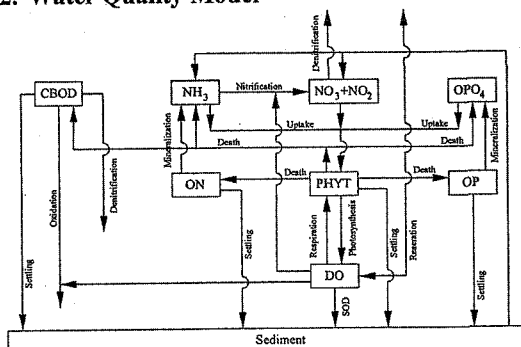 2. Water Quality Model
Denitrification
CBOD
NH₃
Nitrification
NO₃+NO₂
OPO₄
Uptake
Uptake
Mineralization
Death
Death
Mineralization
Oxidation
Denitrification
ON
Death
PHYT
Death
OP
Settling
Settling
Respiration
Photosynthesis
Settling
Reaeration
Settling
DO
SOD
Sediment